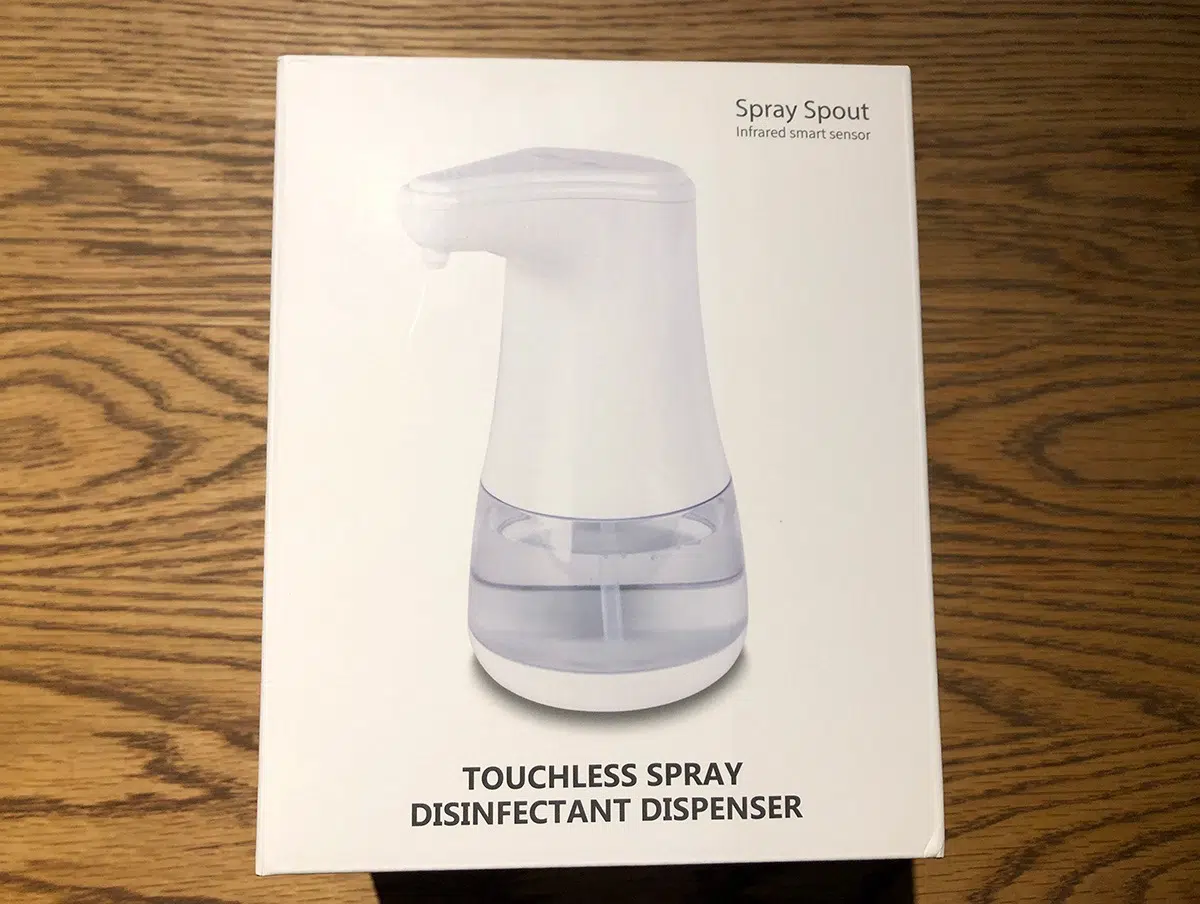 Spray Spout
Infrared smart sensor
TOUCHLESS SPRAY
DISINFECTANT DISPENSER